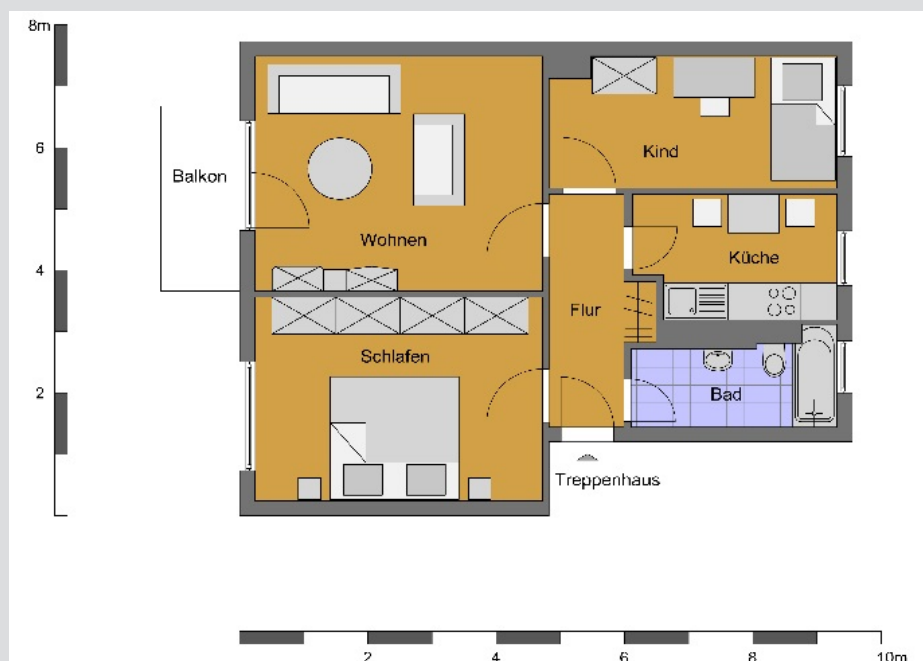 8m
6
4
2
Balkon
Wohnen
Kind
Küche
Flur
Schlafen
Bad
Treppenhaus
2
4
6
8
10m